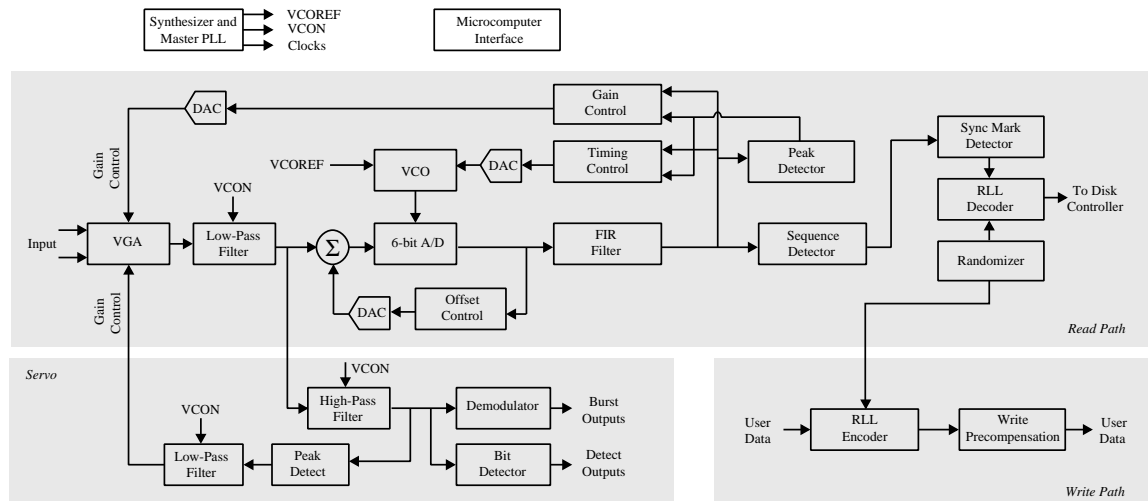 Synthesizer and
Master PLL
VCOREF
VCON
Clocks
Microcomputer
Interface
DAC
Gain
Control
Sync Mark
Detector
Gain
Control
VCOREF
VCO
DAC
Timing
Control
Peak
Detector
VCON
RLL
Decoder
To Disk
Controller
Input
VGA
Low-Pass
Filter
Σ
6-bit A/D
FIR
Filter
Sequence
Detector
Randomizer
Gain
Control
DAC
Offset
Control
Read Path
Servo
VCON
High-Pass
Filter
Demodulator
Burst
Outputs
VCON
Low-Pass
Filter
Peak
Detect
Bit
Detector
Detect
Outputs
User
Data
RLL
Encoder
Write
Precompensation
User
Data
Write Path